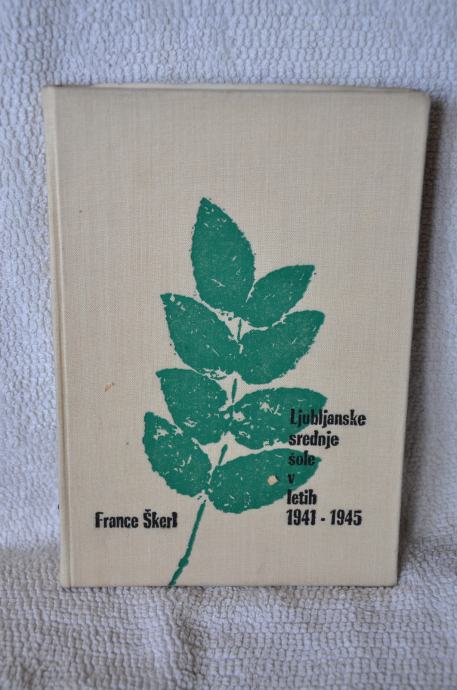 Ljubljanske
srednje
šole
v
letih
1941 - 1945
France Škerl